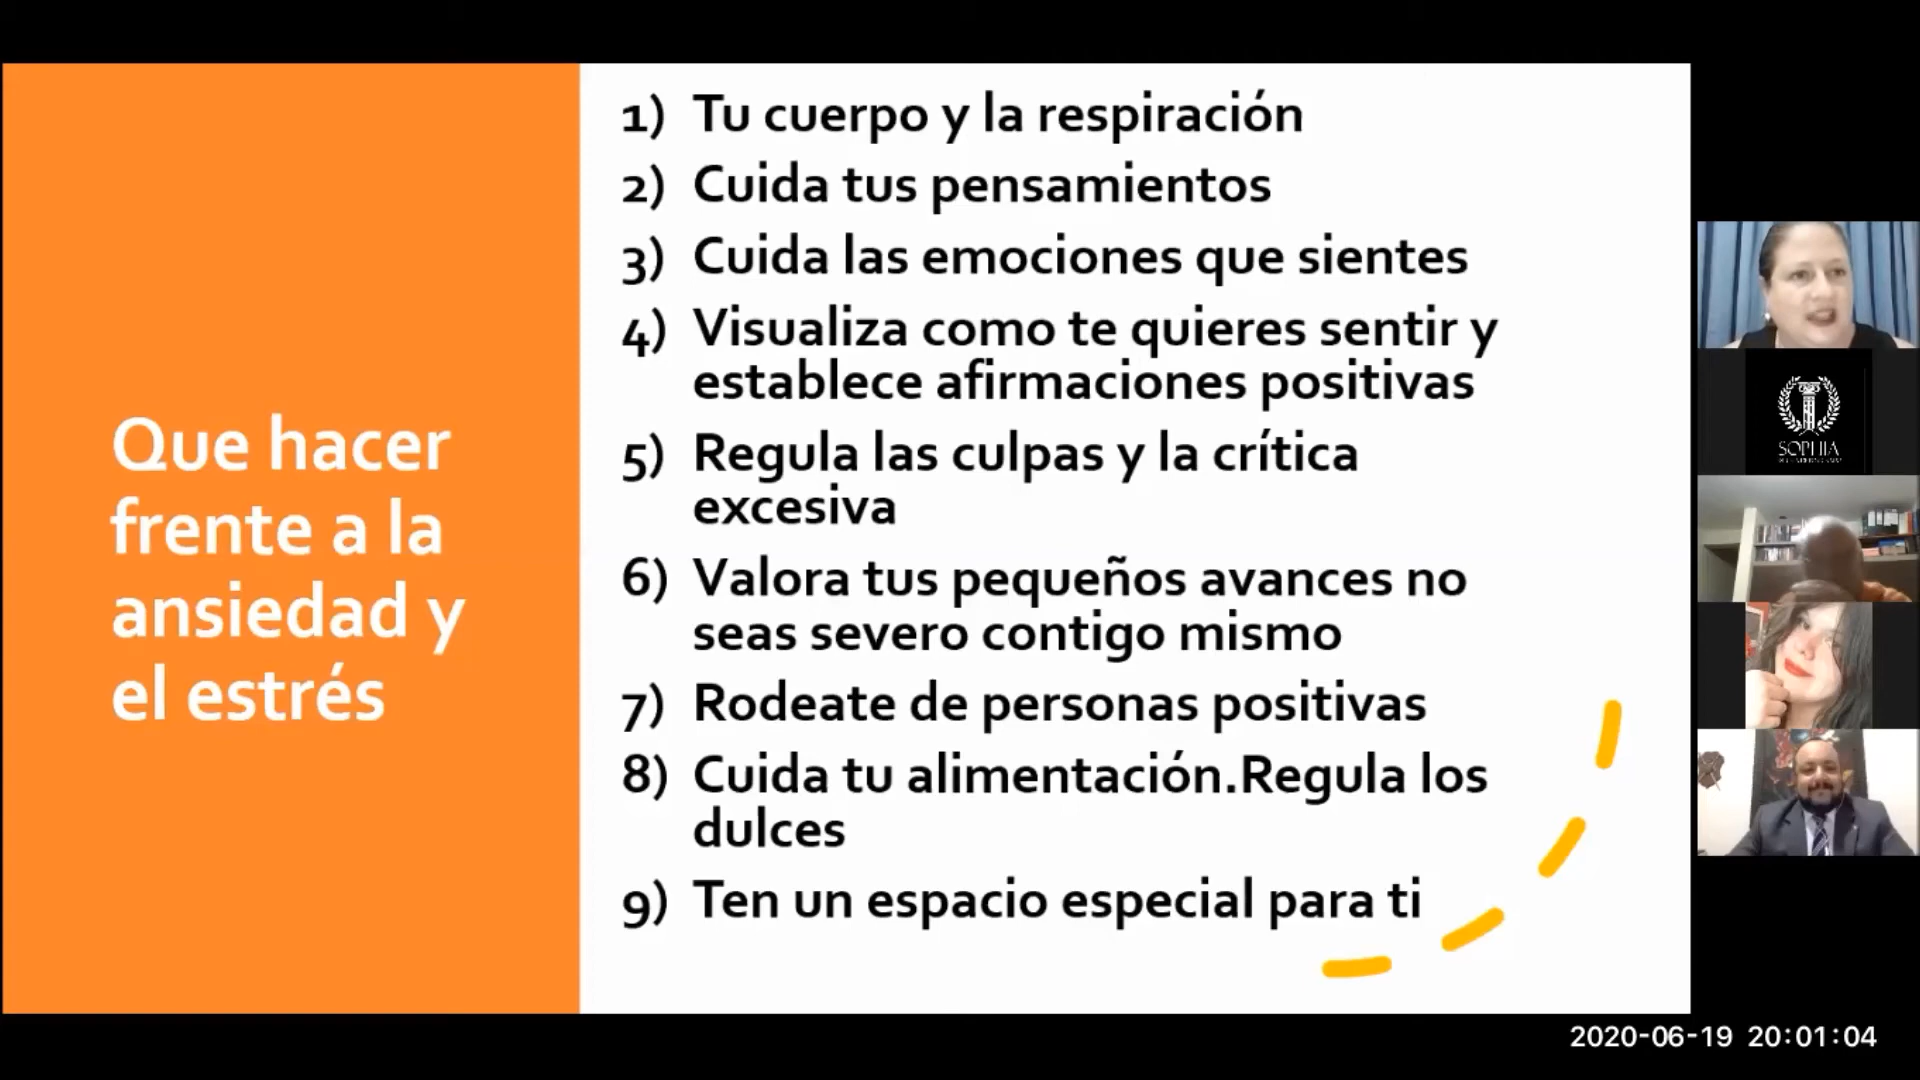 Que hacer
frente a la
ansiedad y
el estrés
1) Tu cuerpo y la respiración
2) Cuida tus pensamientos
3) Cuida las emociones que sientes
4) Visualiza como te quieres sentir y
establece afirmaciones positivas
5) Regula las culpas y la crítica
excesiva
6) Valora tus pequeños avances no
seas severo contigo mismo
7) Rodeate de personas positivas
8) Cuida tu alimentación.Regula los
dulces
9) Ten un espacio especial para ti
SOPHIA
2020-06-19 20:01:04